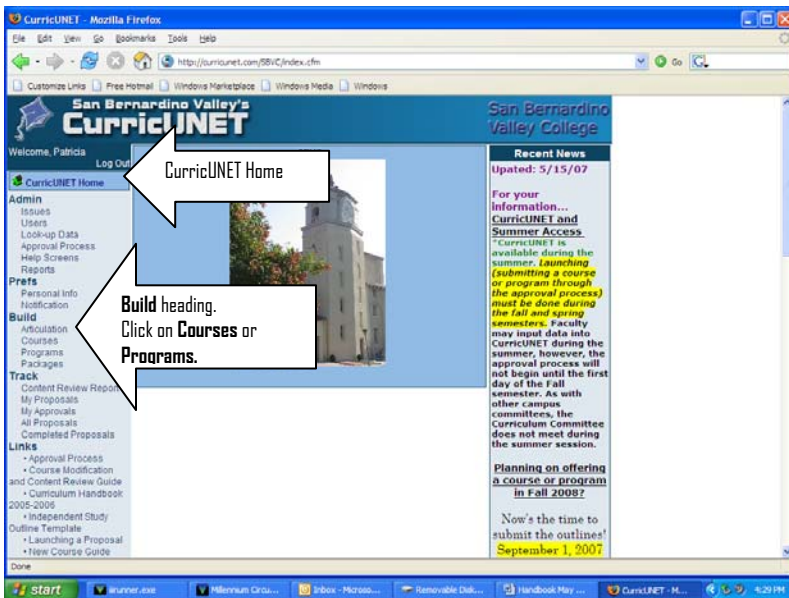 CurricUNET - Mozilla Firefox
File Edit View Go Bookmarks Tools Help
http://curricunet.com/SBVC/index.cfm
Go
Customize Links Free Hotmail Windows Marketplace Windows Media Windows
San Bernardino Valley's
CurricUNET
San Bernardino
Valley College
Welcome, Patricia
Log Out
CurricUNET Home
Admin
Issues
Users
Look-up Data
Approval Process
Help Screens
Reports
Prefs
Personal Info
Notification
Build
Articulation
Courses
Programs
Packages
Track
Content Review Report
My Proposals
My Approvals
All Proposals
Completed Proposals
Links
• Approval Process
• Course Modification
and Content Review Guide
• Curriculum Handbook
2005-2006
• Independent Study
Outline Template
• Launching a Proposal
• New Course Guide
CurricUNET Home
Build heading.
Click on Courses or
Programs.
Recent News
Upated: 5/15/07
For your
information...
CurricUNET and
Summer Access
*CurricUNET is
available during the
summer. Launching
(submitting a course
or program through
the approval process)
must be done during
the fall and spring
semesters. Faculty
may input data into
CurricUNET during the
summer, however, the
approval process will
not begin until the first
day of the Fall
semester. As with
other campus
committees, the
Curriculum Committee
does not meet during
the summer session.
Planning on offering
a course or program
in Fall 2008?
Now's the time to
submit the outlines!
September 1, 2007
Done
start
Millennium Circu...
Inbox - Microso...
Removable Disk...
Handbook May ...
CurricUNET - M...
4:29 PM